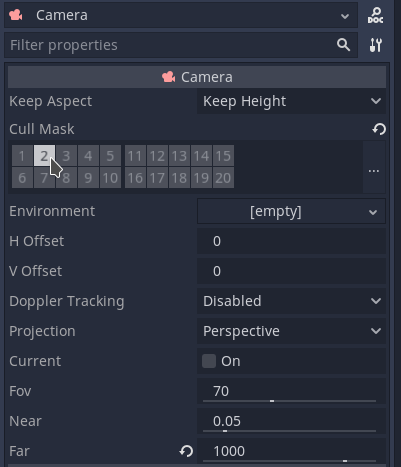 Camera
DOC
Filter properties
Camera
Keep Aspect Keep Height
Cull Mask
1 2 3 4 5 11 12 13 14 15
6 7 8 9 10 16 17 18 19 20
...
Environment [empty]
H Offset 0
V Offset 0
Doppler Tracking Disabled
Projection Perspective
Current On
Fov 70
Near 0.05
Far 1000